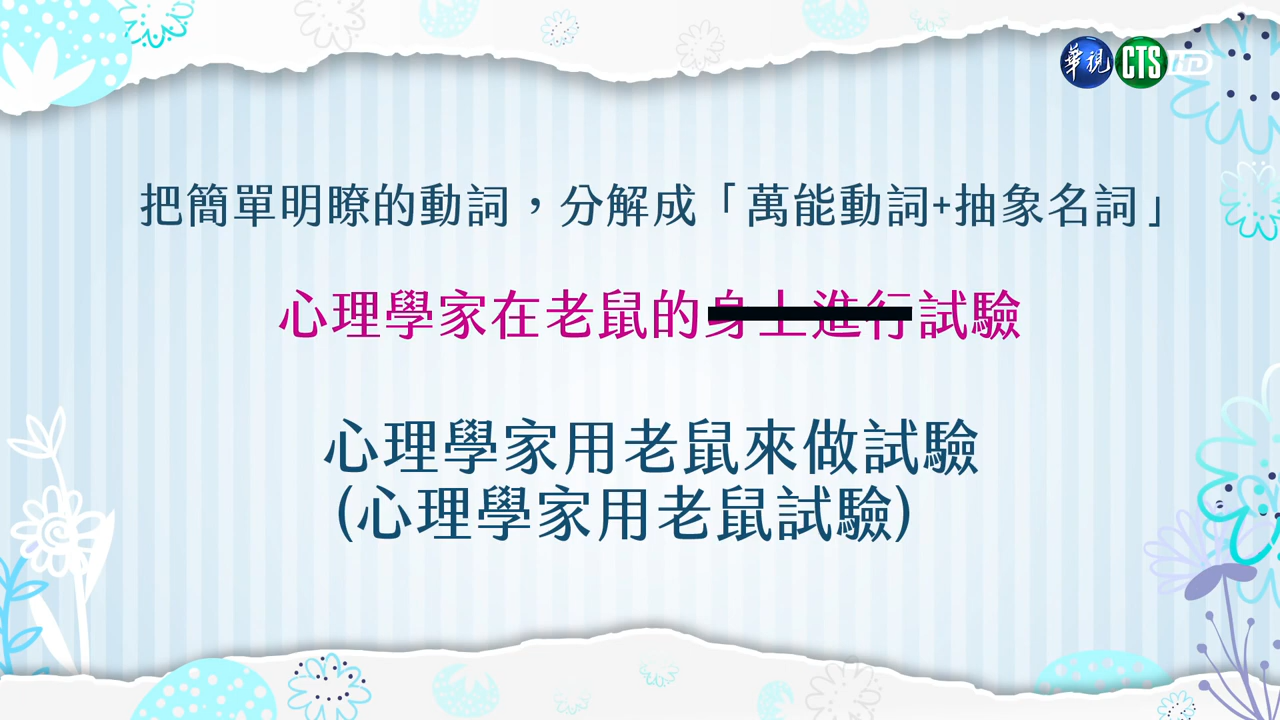 華視 CTS HD
把簡單明瞭的動詞，分解成「萬能動詞+抽象名詞」
心理學家在老鼠的身上進行試驗
心理學家用老鼠來做試驗
(心理學家用老鼠試驗)